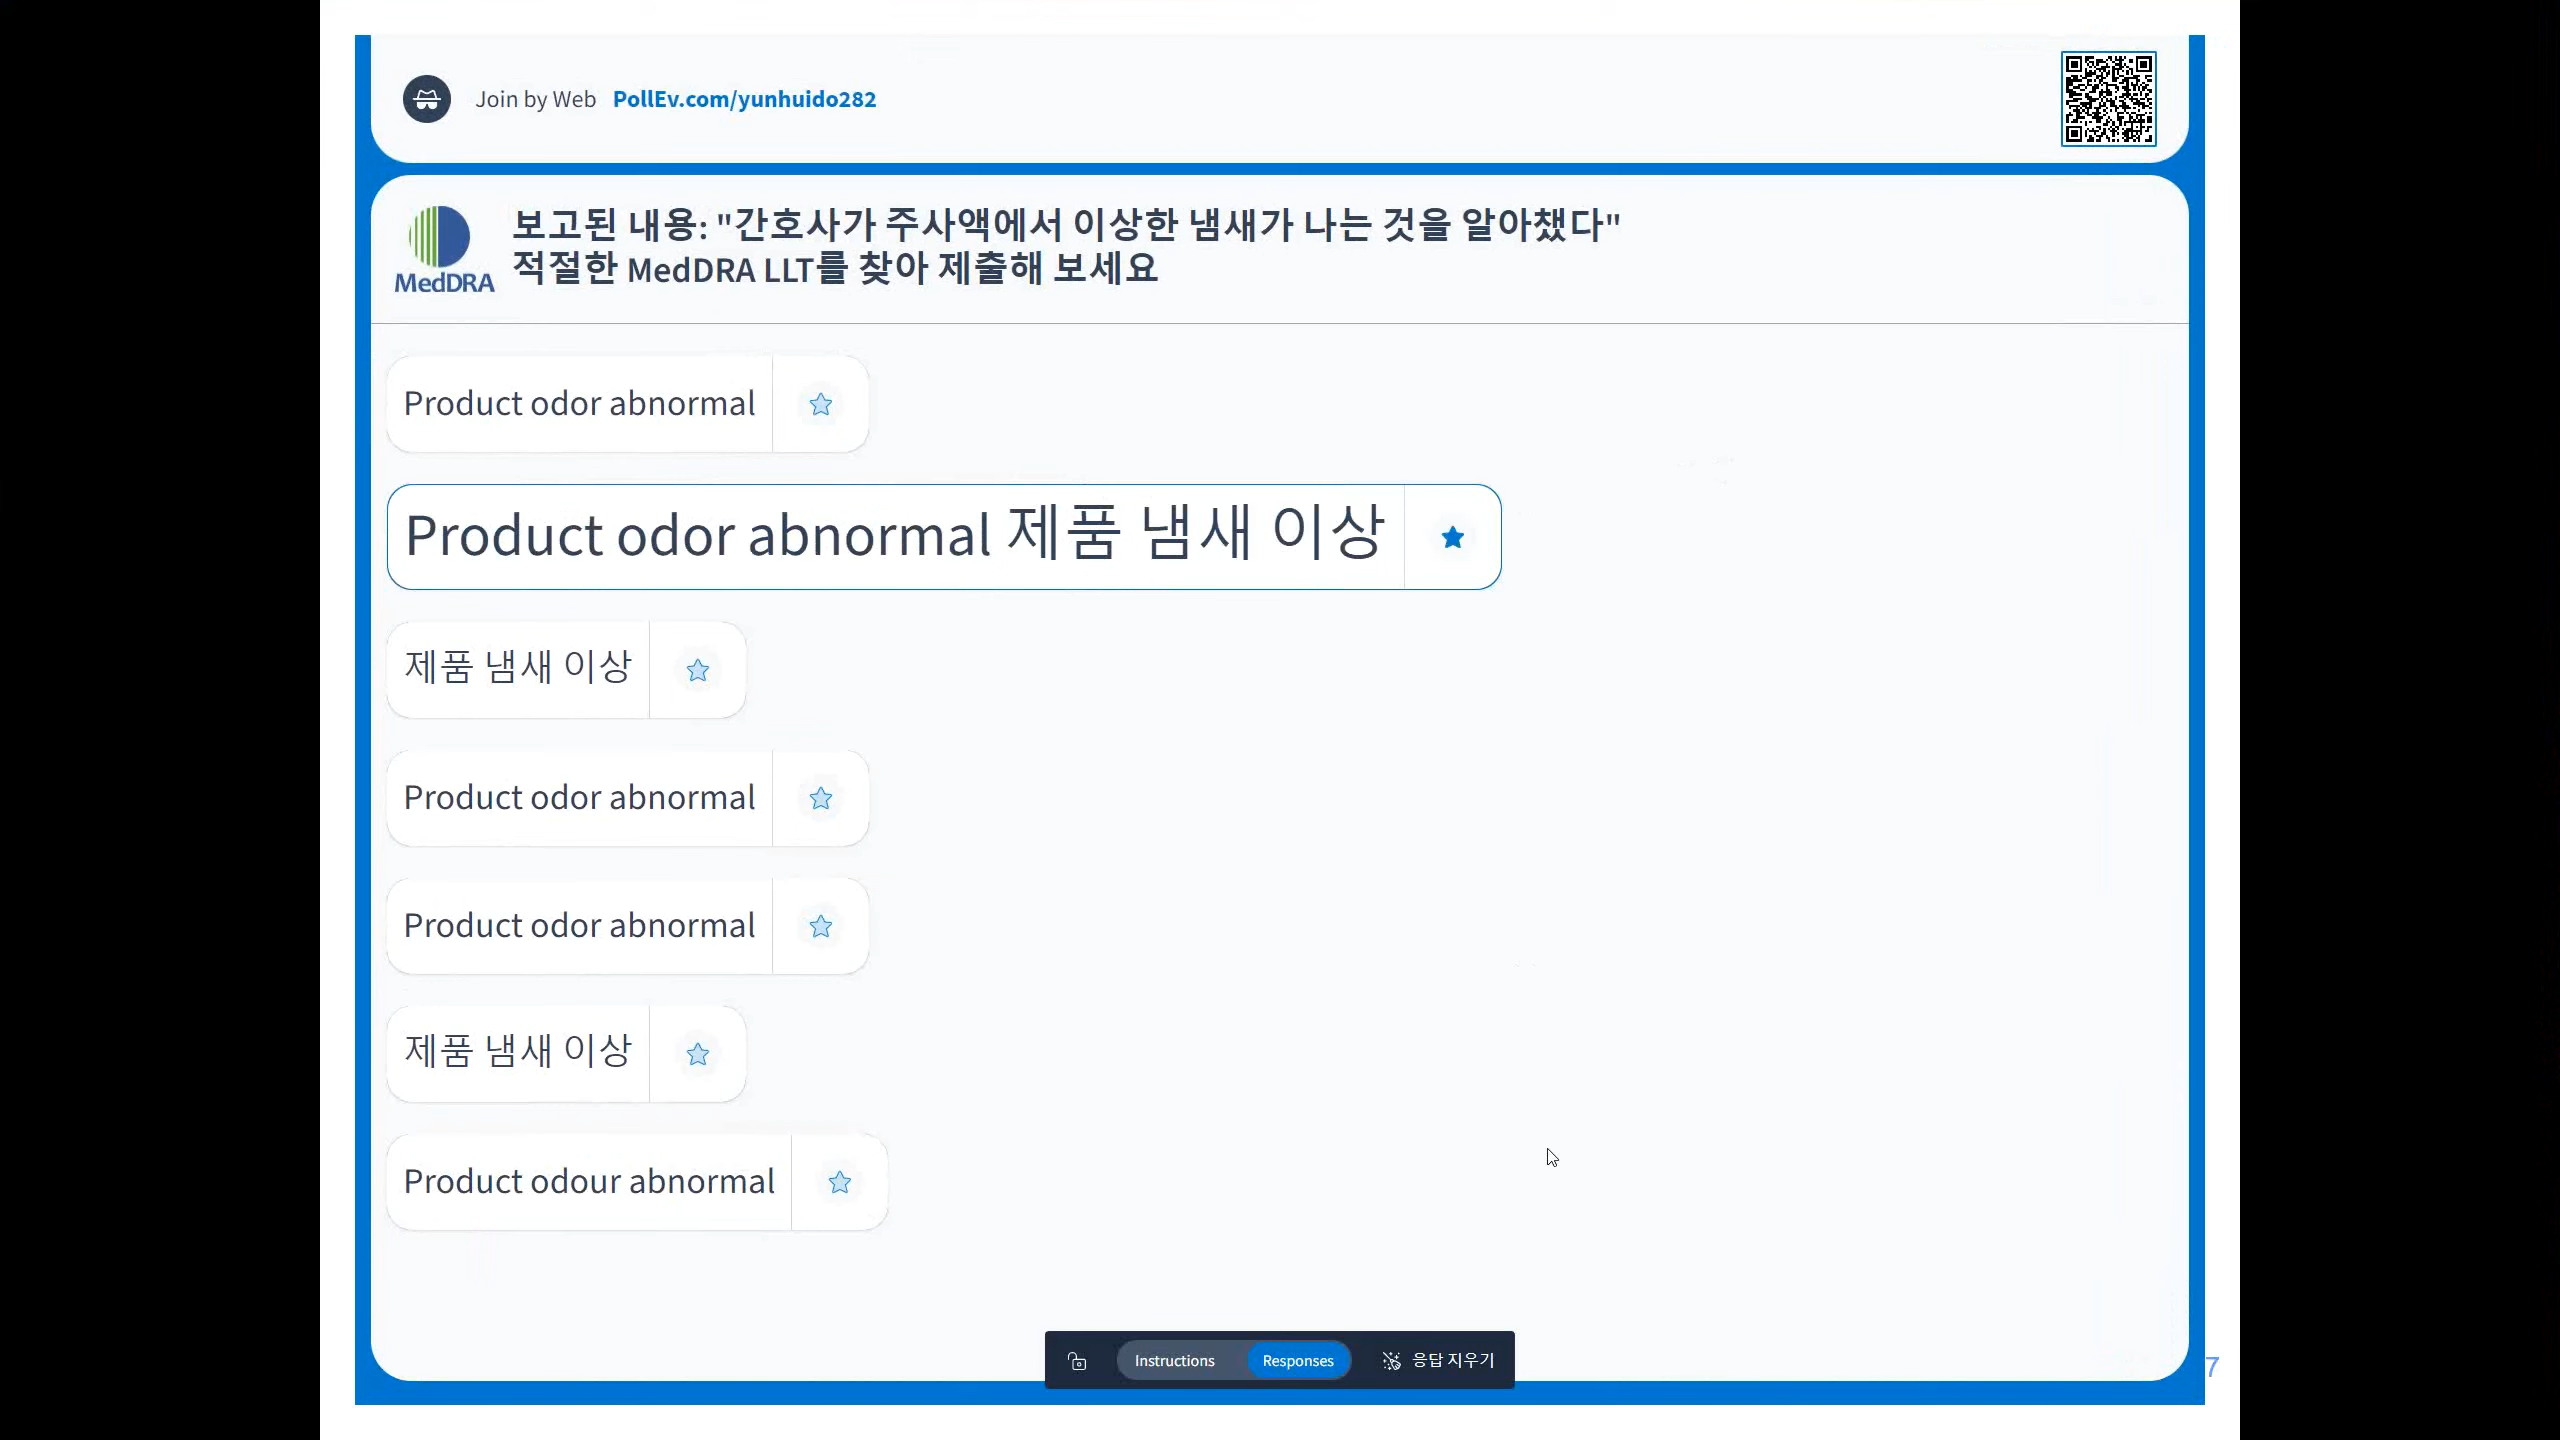 Join by Web PollEv.com/yunhuido282
MedDRA
보고된 내용: "간호사가 주사액에서 이상한 냄새가 나는 것을 알아챘다"
적절한 MedDRA LLT를 찾아 제출해 보세요
Product odor abnormal
Product odor abnormal 제품 냄새 이상
제품 냄새 이상
Product odor abnormal
Product odor abnormal
제품 냄새 이상
Product odour abnormal
Instructions Responses 응답 지우기
7